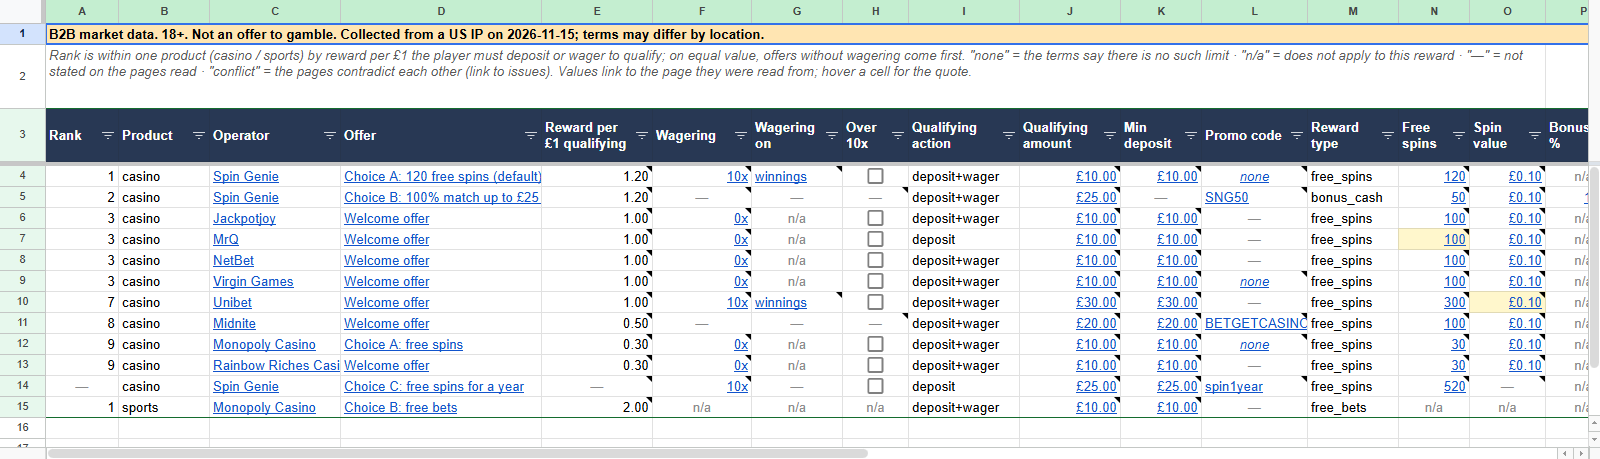 A B C D E F G H I J K L M N O P
1 B2B market data. 18+. Not an offer to gamble. Collected from a US IP on 2026-11-15; terms may differ by location.
2 Rank is within one product (casino / sports) by reward per £1 the player must deposit or wager to qualify; on equal value, offers without wagering come first. "none" = the terms say there is no such limit · "n/a" = does not apply to this reward · "—" = not
stated on the pages read · "conflict" = the pages contradict each other (link to issues). Values link to the page they were read from; hover a cell for the quote.
3 Rank Product Operator Offer Reward per £1 qualifying Wagering Wagering on Over 10x Qualifying action Qualifying amount Min deposit Promo code Reward type Free spins Spin value Bonus %
4 1 casino Spin Genie Choice A: 120 free spins (default) 1.20 10x winnings deposit+wager £10.00 £10.00 none free_spins 120 £0.10 n/a
5 2 casino Spin Genie Choice B: 100% match up to £25 1.20 — — — deposit+wager £25.00 — SNG50 bonus_cash 50 £0.10 1
6 3 casino Jackpotjoy Welcome offer 1.00 0x n/a deposit+wager £10.00 £10.00 — free_spins 100 £0.10 n/a
7 3 casino MrQ Welcome offer 1.00 0x n/a deposit £10.00 £10.00 — free_spins 100 £0.10 n/a
8 3 casino NetBet Welcome offer 1.00 0x n/a deposit+wager £10.00 £10.00 — free_spins 100 £0.10 n/a
9 3 casino Virgin Games Welcome offer 1.00 0x n/a deposit+wager £10.00 £10.00 none free_spins 100 £0.10 n/a
10 7 casino Unibet Welcome offer 1.00 10x winnings deposit+wager £30.00 £30.00 — free_spins 300 £0.10 n/a
11 8 casino Midnite Welcome offer 0.50 — — — deposit+wager £20.00 £20.00 BETGETCASINO free_spins 100 £0.10 n/a
12 9 casino Monopoly Casino Choice A: free spins 0.30 0x n/a deposit+wager £10.00 £10.00 none free_spins 30 £0.10 n/a
13 9 casino Rainbow Riches Casi Welcome offer 0.30 0x n/a deposit+wager £10.00 £10.00 — free_spins 30 £0.10 n/a
14 — casino Spin Genie Choice C: free spins for a year — 10x — deposit £25.00 £25.00 spin1year free_spins 520 — n/a
15 1 sports Monopoly Casino Choice B: free bets 2.00 n/a n/a n/a deposit+wager £10.00 £10.00 — free_bets n/a n/a n/a
16